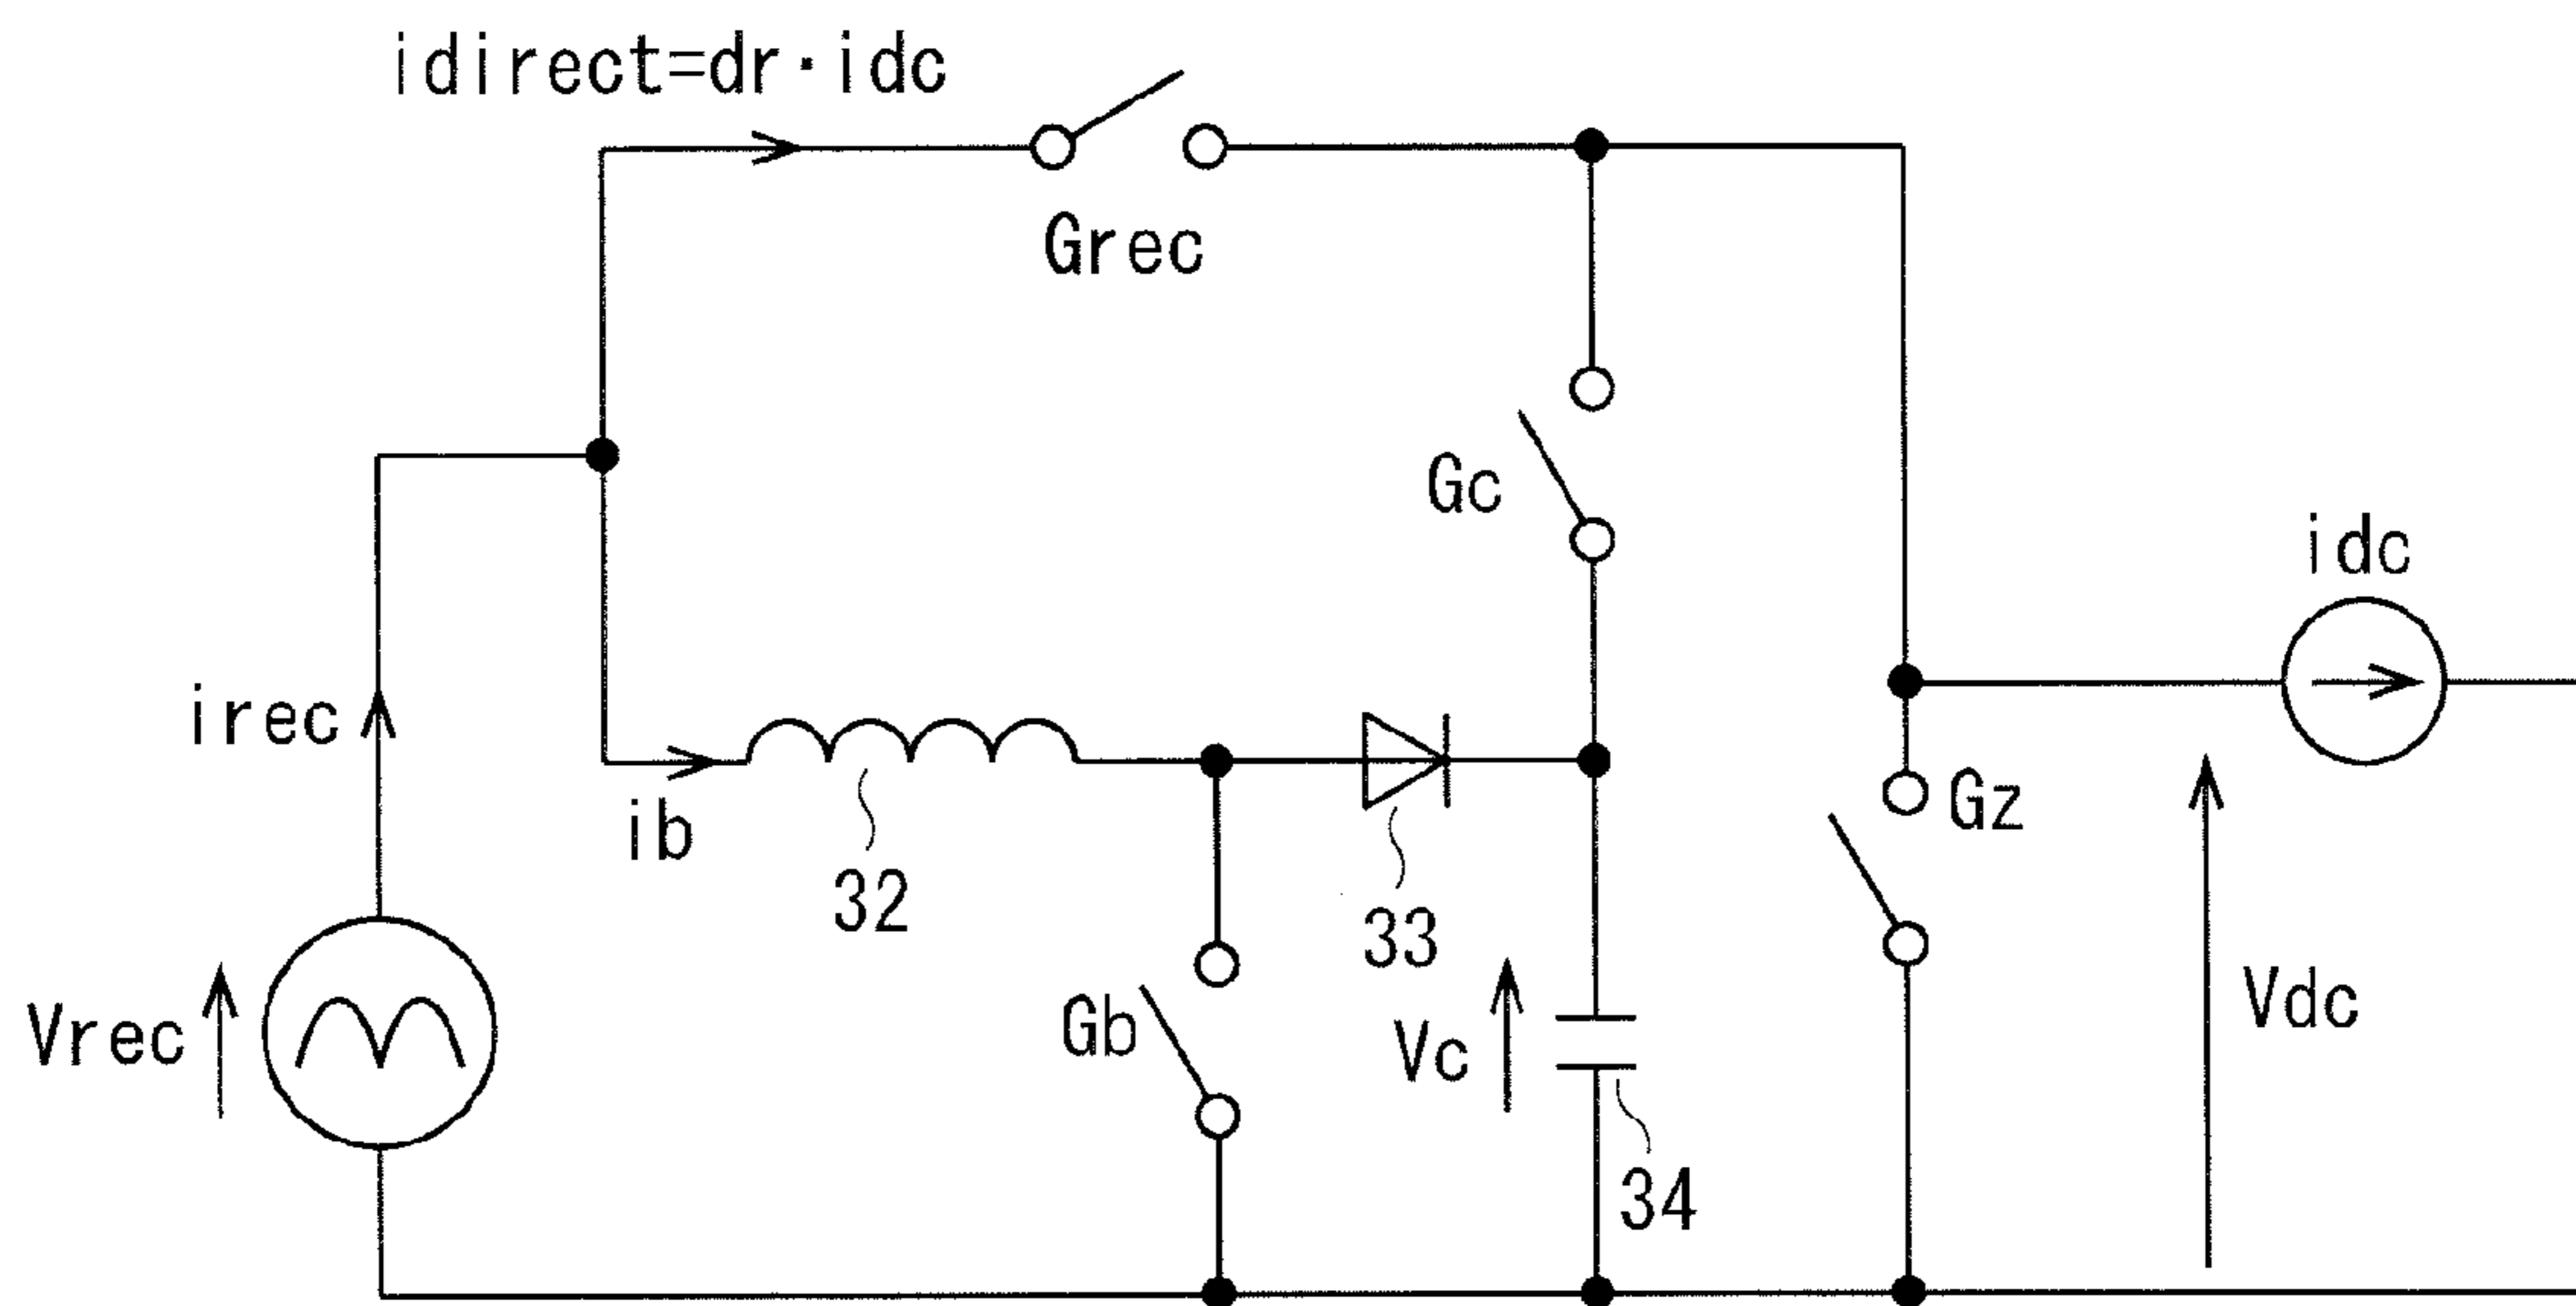 idirect=dr·idc
Grec
Gc
idc
irec
ib
32
33
Gz
Vrec
Gb
Vc
Vdc
34